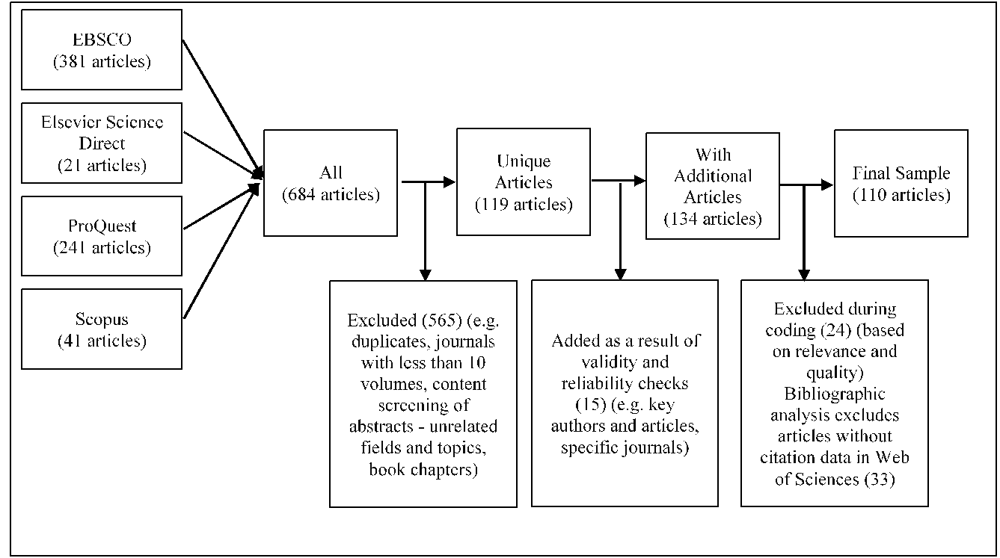 EBSCO
(381 articles)
Elsevier Science
Direct
(21 articles)
ProQuest
(241 articles)
Scopus
(41 articles)
All
(684 articles)
Unique
Articles
(119 articles)
With
Additional
Articles
(134 articles)
Final Sample
(110 articles)
Excluded (565) (e.g.
duplicates, journals
with less than 10
volumes, content
screening of
abstracts - unrelated
fields and topics,
book chapters)
Added as a result of
validity and
reliability checks
(15) (e.g. key
authors and articles,
specific journals)
Excluded during
coding (24) (based
on relevance and
quality)
Bibliographic
analysis excludes
articles without
citation data in Web
of Sciences (33)